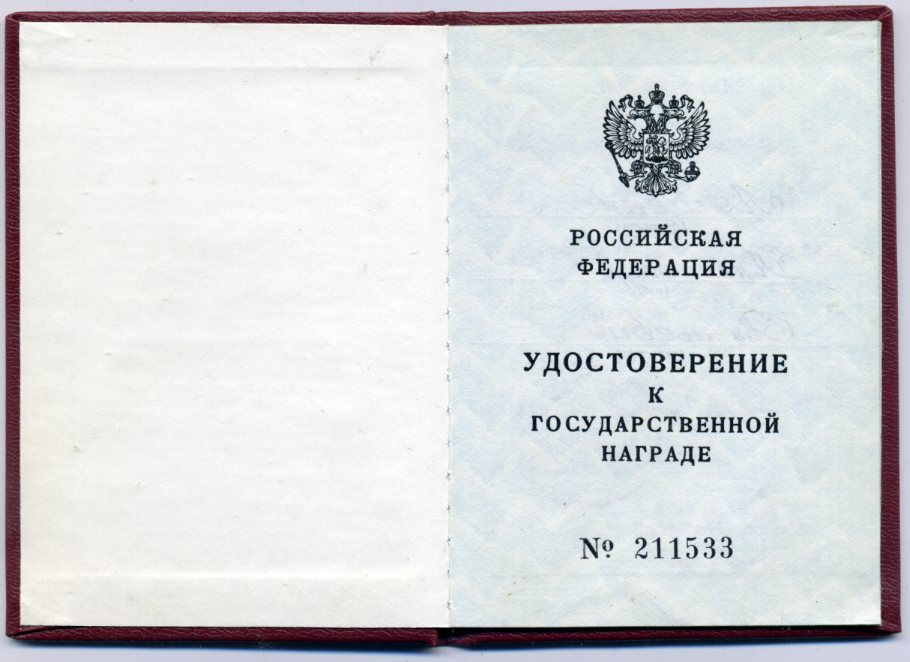 РОССИЙСКАЯ
ФЕДЕРАЦИЯ
УДОСТОВЕРЕНИЕ
К
ГОСУДАРСТВЕННОЙ
НАГРАДЕ
№ 211533